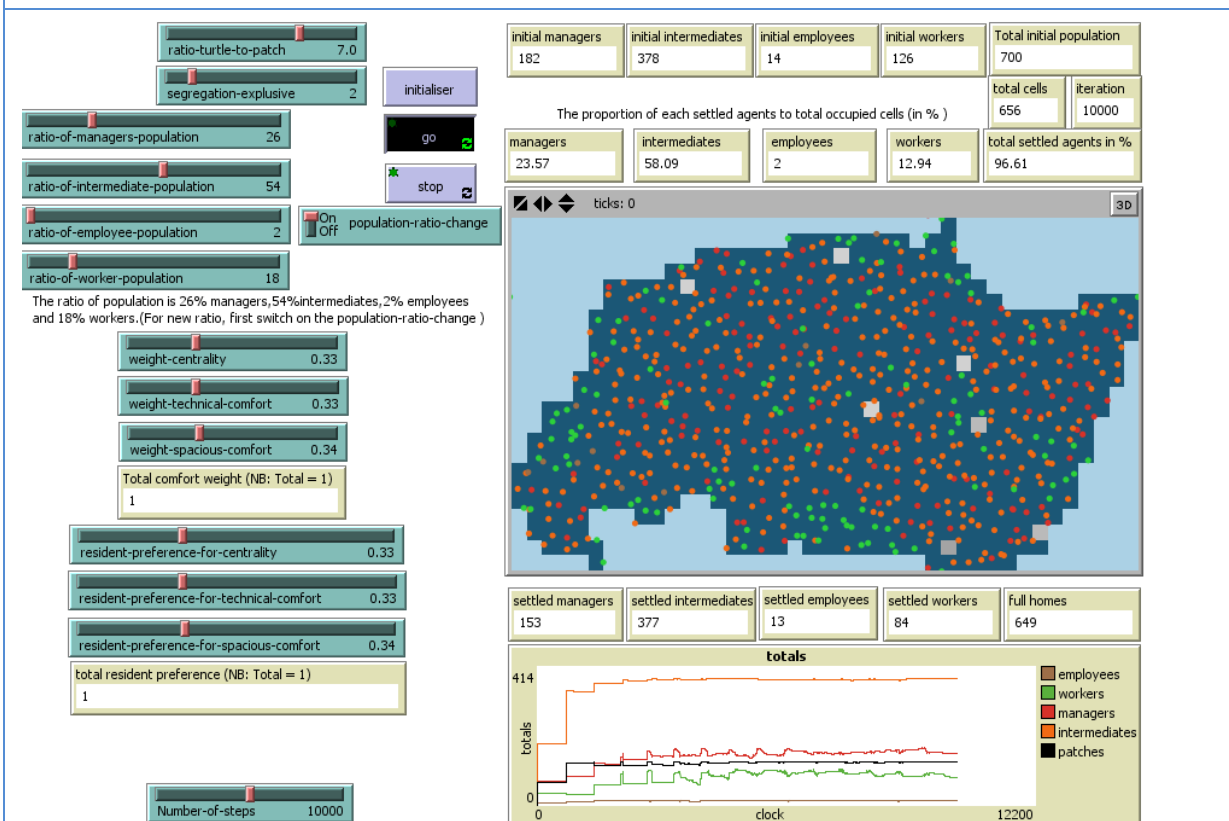 ratio-turtle-to-patch 7.0
segregation-explusive 2
ratio-of-managers-population 26
ratio-of-intermediate-population 54
ratio-of-employee-population 2
ratio-of-worker-population 18
initialiser
go
stop
On
Off
population-ratio-change
The ratio of population is 26% managers,54%intermediates,2% employees
and 18% workers.(For new ratio, first switch on the population-ratio-change )
weight-centrality 0.33
weight-technical-comfort 0.33
weight-spacious-comfort 0.34
Total comfort weight (NB: Total = 1)
1
resident-preference-for-centrality 0.33
resident-preference-for-technical-comfort 0.33
resident-preference-for-spacious-comfort 0.34
total resident preference (NB: Total = 1)
1
Number-of-steps 10000
initial managers
182
initial intermediates
378
initial employees
14
initial workers
126
Total initial population
700
total cells
656
iteration
10000
The proportion of each settled agents to total occupied cells (in % )
managers
23.57
intermediates
58.09
employees
2
workers
12.94
total settled agents in %
96.61
ticks: 0
3D
settled managers
153
settled intermediates
377
settled employees
13
settled workers
84
full homes
649
totals
414
totals
0
0
clock
12200
employees
workers
managers
intermediates
patches